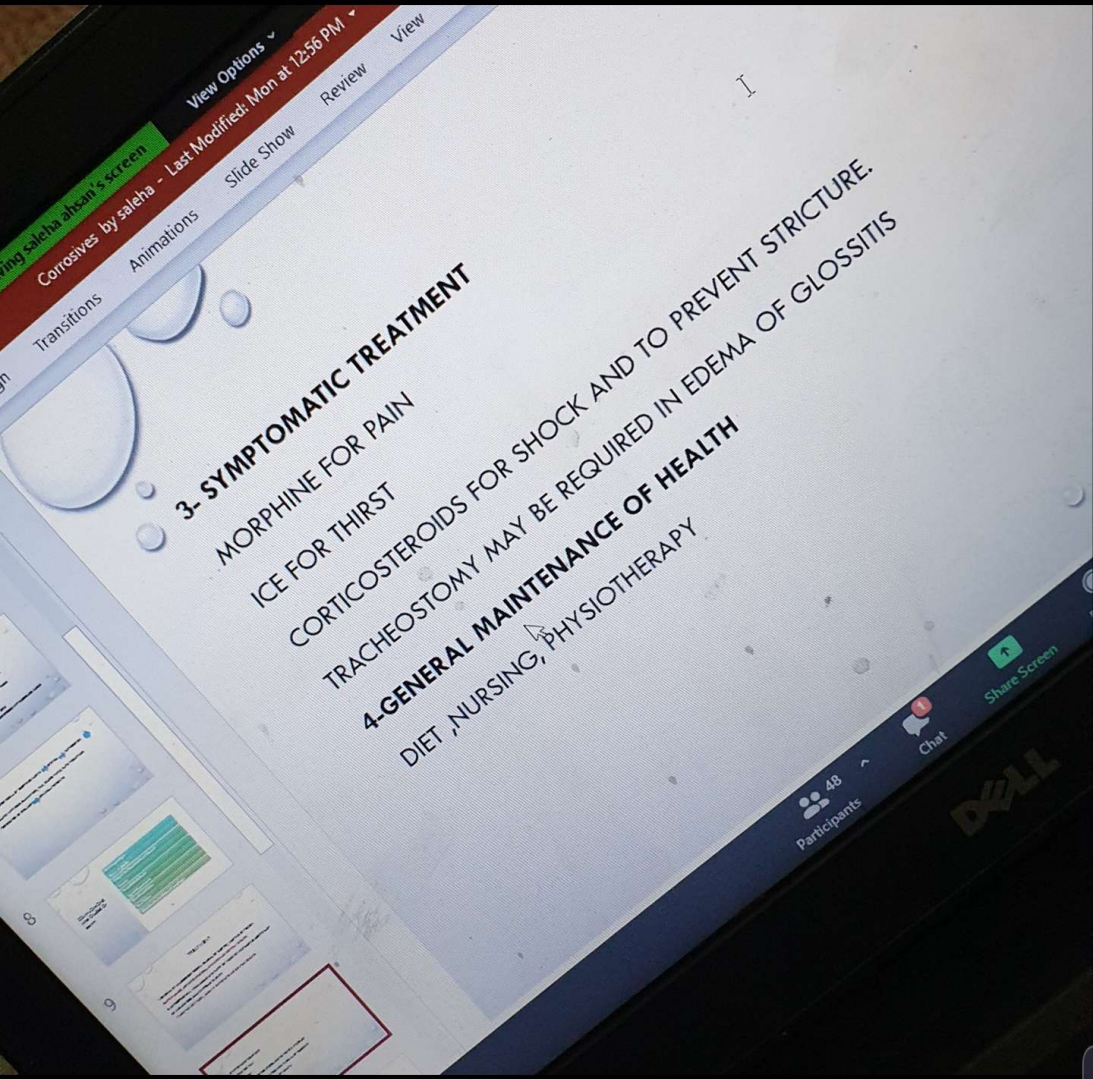 View Options
saleha ahsan's screen
Corrosives by saleha - Last Modified: Mon at 12:56 PM
Transitions Animations Slide Show Review View
3- SYMPTOMATIC TREATMENT
MORPHINE FOR PAIN
ICE FOR THIRST
CORTICOSTEROIDS FOR SHOCK AND TO PREVENT STRICTURE.
TRACHEOSTOMY MAY BE REQUIRED IN EDEMA OF GLOSSITIS
4-GENERAL MAINTENANCE OF HEALTH
DIET ,NURSING, PHYSIOTHERAPY
8
9
48
Participants
1
Chat
Share Screen
DELL